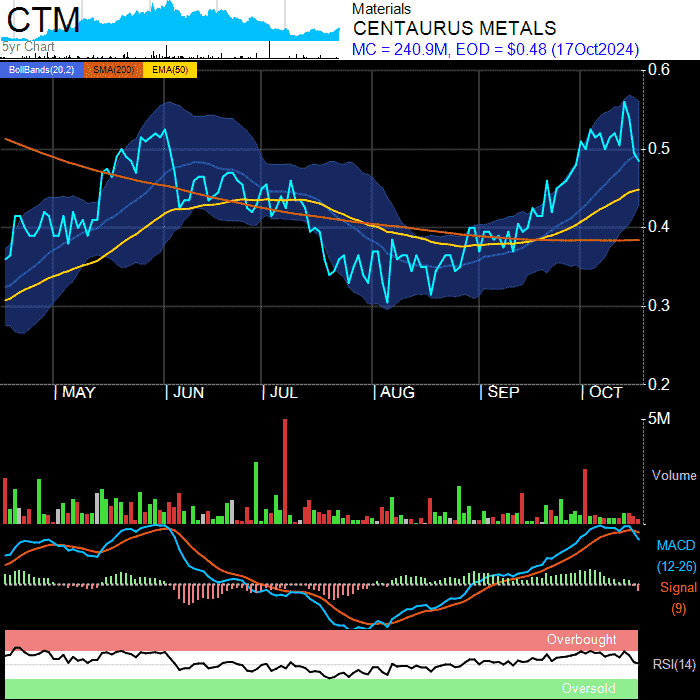 CTM
5yr Chart
Materials
CENTAURUS METALS
MC = 240.9M, EOD = $0.48 (17Oct2024)
BollBands(20,2) SMA(200) EMA(50)
0.6
0.5
0.4
0.3
0.2
MAY JUN JUL AUG SEP OCT
5M
Volume
MACD
(12-26)
Signal
(9)
Overbought
RSI(14)
Oversold